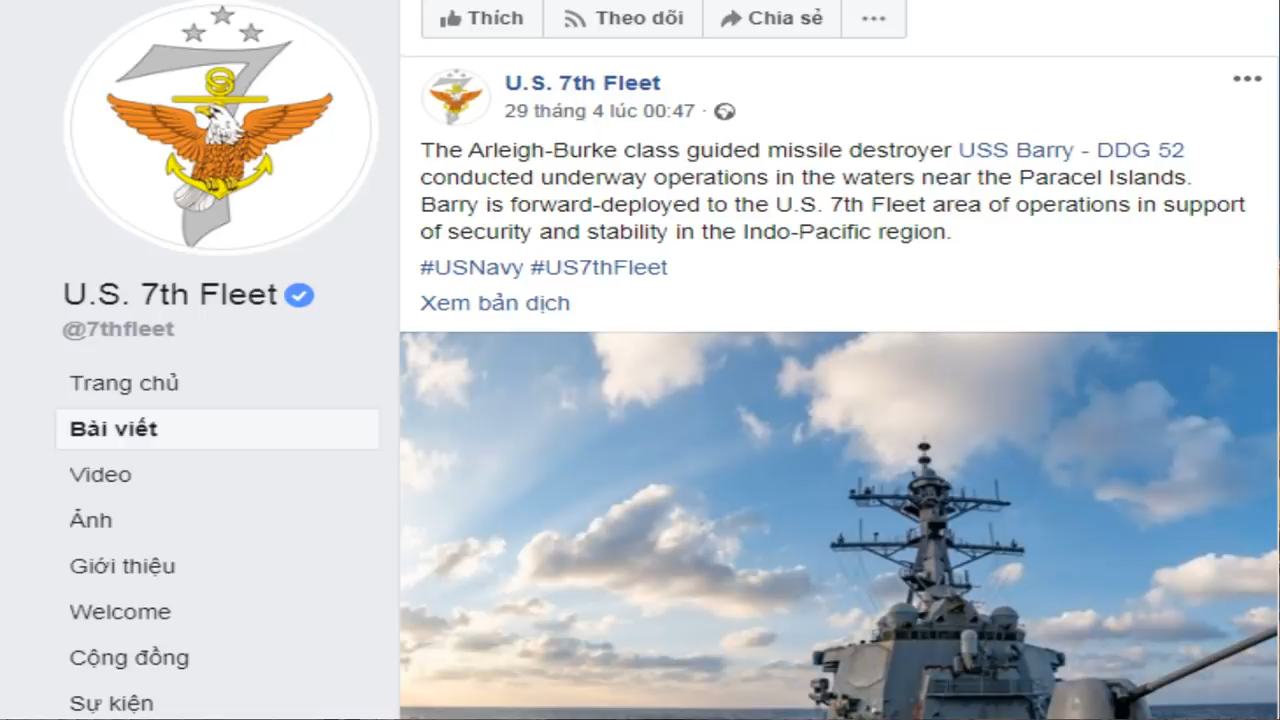 Thích
Theo dõi
Chia sẻ
U.S. 7th Fleet
29 tháng 4 lúc 00:47 ·
The Arleigh-Burke class guided missile destroyer USS Barry - DDG 52
conducted underway operations in the waters near the Paracel Islands.
Barry is forward-deployed to the U.S. 7th Fleet area of operations in support
of security and stability in the Indo-Pacific region.
#USNavy #US7thFleet
Xem bản dịch
U.S. 7th Fleet
@7thfleet
Trang chủ
Bài viết
Video
Ảnh
Giới thiệu
Welcome
Cộng đồng
Sự kiện